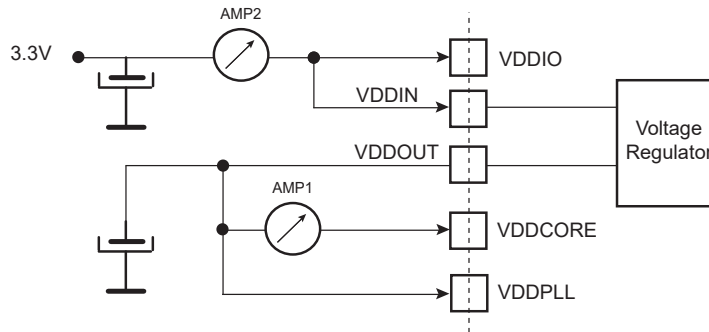 AMP2
3.3V
VDDIO
VDDIN
Voltage
Regulator
VDDOUT
AMP1
VDDCORE
VDDPLL